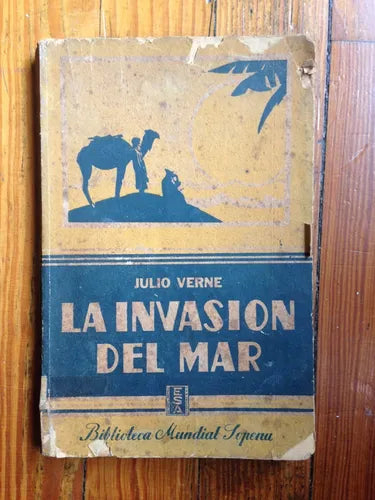 JULIO VERNE
LA INVASION
DEL MAR
ESA
Biblioteca Mundial Sopena